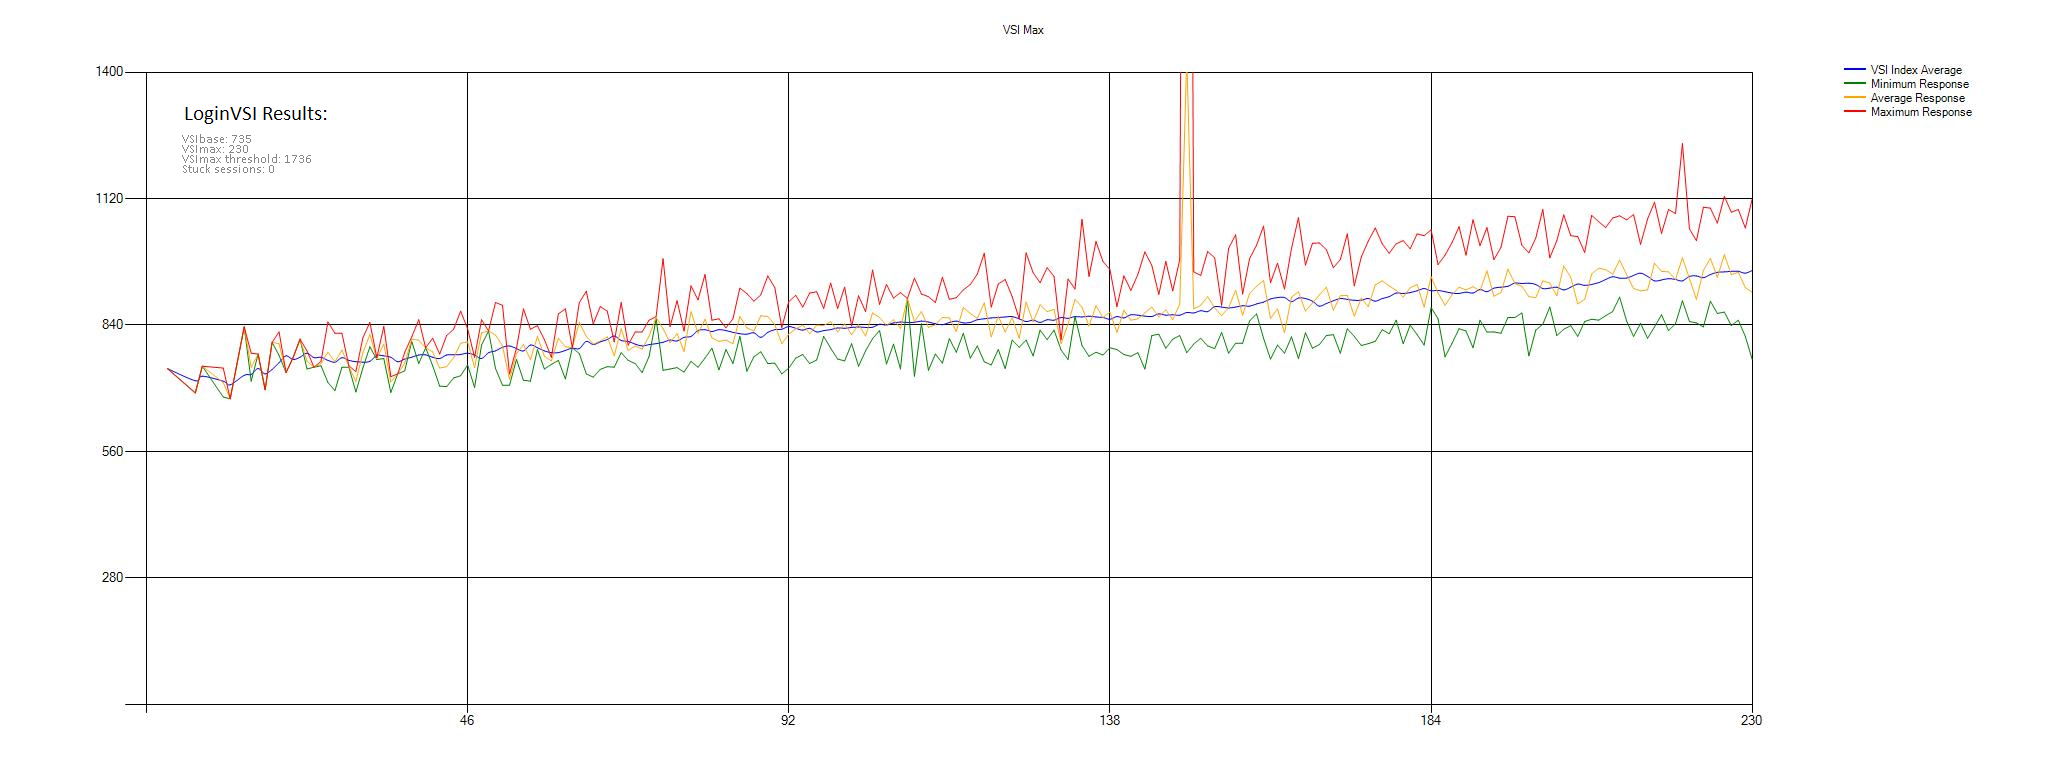 VSI Max
1400
1120
840
560
280
LoginVSI Results:
VSIbase: 735
VSImax: 230
VSImax threshold: 1736
Stuck sessions: 0
VSI Index Average
Minimum Response
Average Response
Maximum Response
46
92
138
184
230